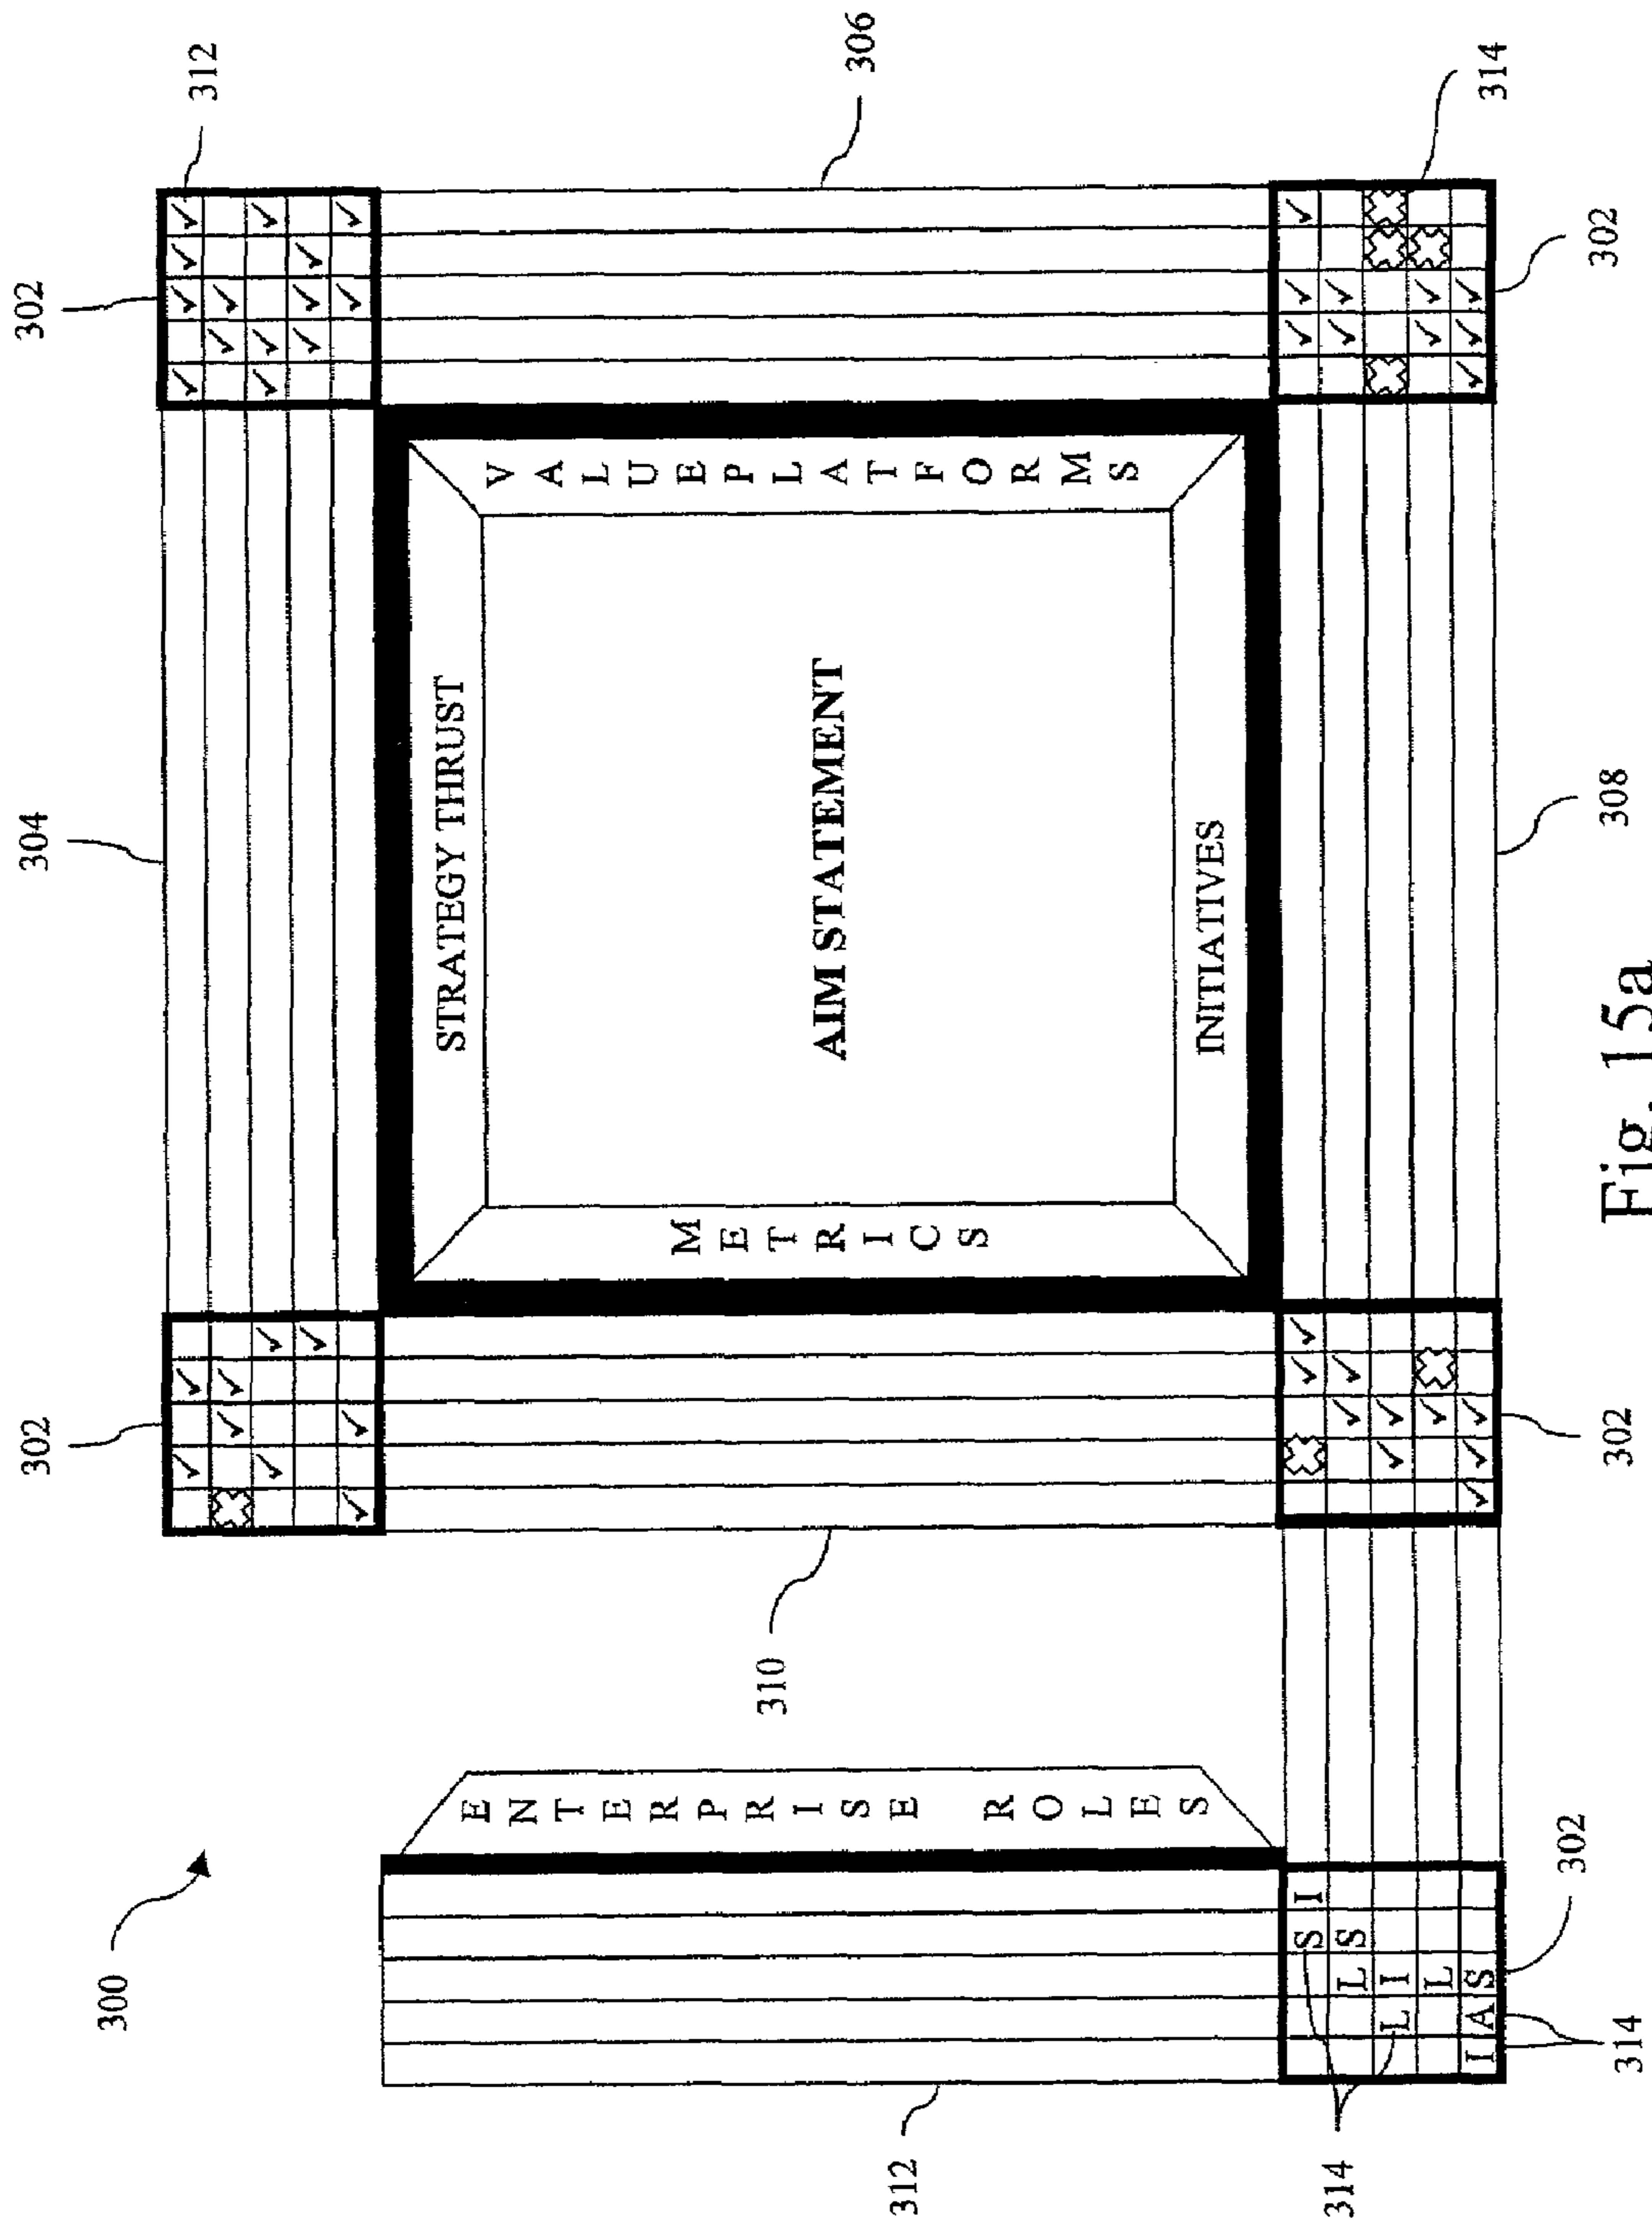 302
304
302
300
312
STRATEGY THRUST
ENTERPRISE ROLES
METRICS
VALUEPLATFORMS
310
AIM STATEMENT
306
312
INITIATIVES
S I
L S
314
L I
L
I A S
314
302
302
308
302
314
Fig. 15a